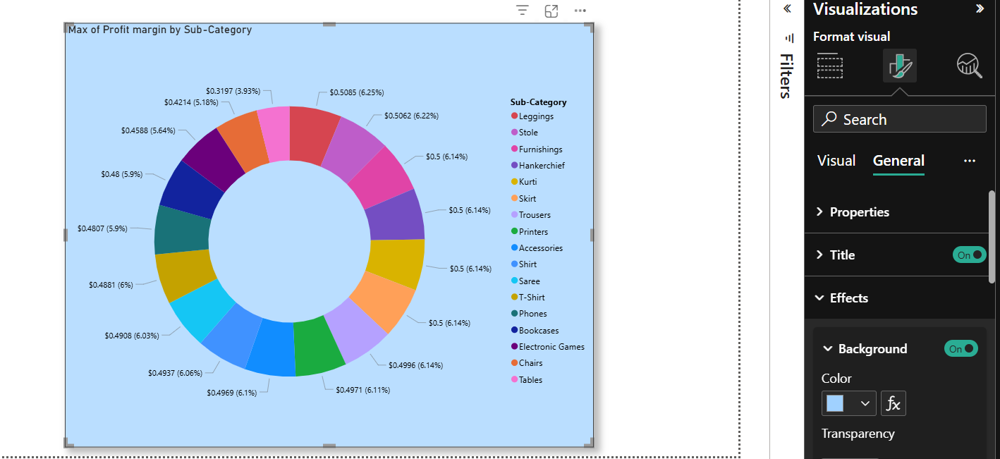 Max of Profit margin by Sub-Category
$0.3197 (3.93%)
$0.5085 (6.25%)
$0.4214 (5.18%)
$0.5062 (6.22%)
$0.4588 (5.64%)
$0.5 (6.14%)
$0.48 (5.9%)
$0.5 (6.14%)
$0.4807 (5.9%)
$0.5 (6.14%)
$0.4881 (6%)
$0.5 (6.14%)
$0.4908 (6.03%)
$0.4996 (6.14%)
$0.4937 (6.06%)
$0.4971 (6.11%)
$0.4969 (6.1%)
Sub-Category
Leggings
Stole
Furnishings
Hankerchief
Kurti
Skirt
Trousers
Printers
Accessories
Shirt
Saree
T-Shirt
Phones
Bookcases
Electronic Games
Chairs
Tables
Filters
Visualizations
Format visual
Search
Visual General
Properties
Title On
Effects
Background On
Color
fx
Transparency